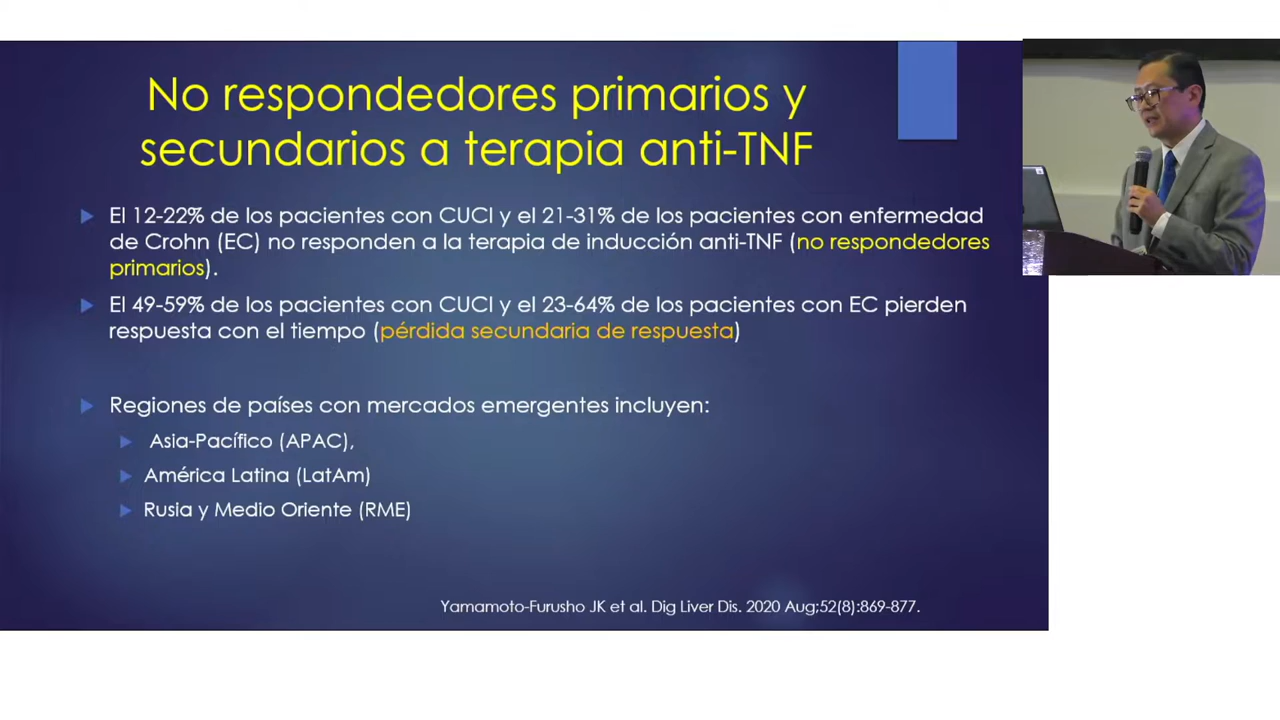 No respondedores primarios y
secundarios a terapia anti-TNF
El 12-22% de los pacientes con CUCI y el 21-31% de los pacientes con enfermedad
de Crohn (EC) no responden a la terapia de inducción anti-TNF (no respondedores
primarios).
El 49-59% de los pacientes con CUCI y el 23-64% de los pacientes con EC pierden
respuesta con el tiempo (pérdida secundaria de respuesta)
Regiones de países con mercados emergentes incluyen:
Asia-Pacífico (APAC),
América Latina (LatAm)
Rusia y Medio Oriente (RME)
Yamamoto-Furusho JK et al. Dig Liver Dis. 2020 Aug;52(8):869-877.